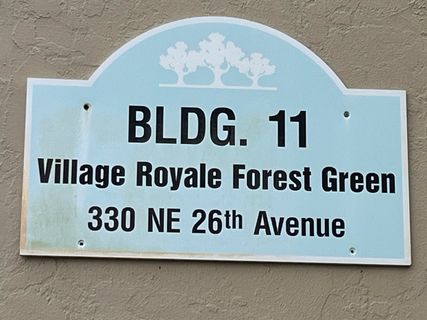 BLDG. 11
Village Royale Forest Green
330 NE 26th Avenue